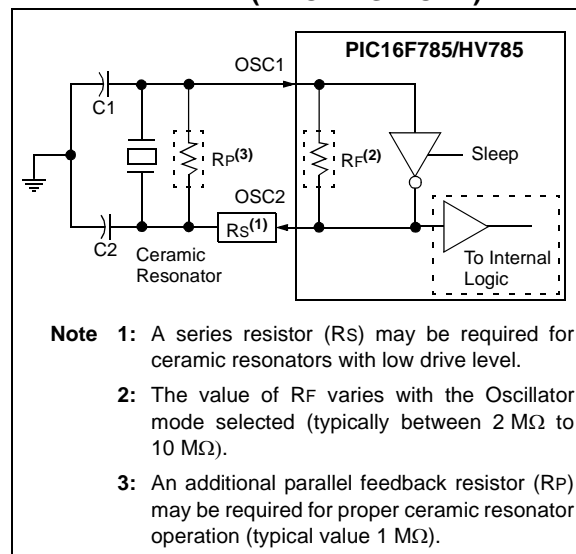 PIC16F785/HV785
OSC1
C1
RP(3)
RF(2)
Sleep
OSC2
C2
RS(1)
Ceramic
Resonator
To Internal
Logic
Note 1: A series resistor (RS) may be required for
ceramic resonators with low drive level.
2: The value of RF varies with the Oscillator
mode selected (typically between 2 MΩ to
10 MΩ).
3: An additional parallel feedback resistor (RP)
may be required for proper ceramic resonator
operation (typical value 1 MΩ).